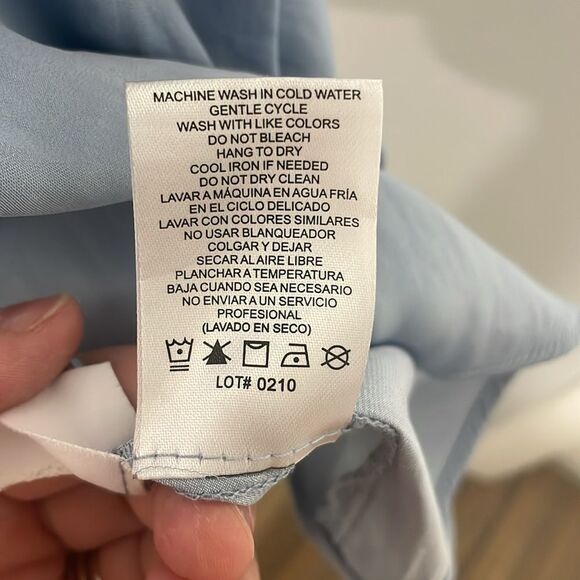 MACHINE WASH IN COLD WATER
GENTLE CYCLE
WASH WITH LIKE COLORS
DO NOT BLEACH
HANG TO DRY
COOL IRON IF NEEDED
DO NOT DRY CLEAN
LAVAR A MÁQUINA EN AGUA FRÍA
EN EL CICLO DELICADO
LAVAR CON COLORES SIMILARES
NO USAR BLANQUEADOR
COLGAR Y DEJAR
SECAR AL AIRE LIBRE
PLANCHAR A TEMPERATURA
BAJA CUANDO SEA NECESARIO
NO ENVIAR A UN SERVICIO
PROFESIONAL
(LAVADO EN SECO)
LOT# 0210